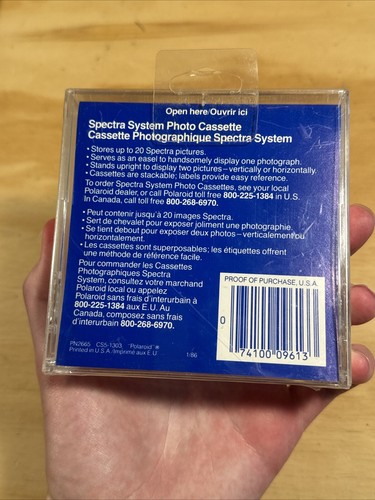 Open here/Ouvrir ici
Spectra System Photo Cassette
Cassette Photographique Spectra System
• Stores up to 20 Spectra pictures.
• Serves as an easel to handsomely display one photograph.
• Stands upright to display two pictures – vertically or horizontally.
• Cassettes are stackable; labels provide easy reference.
To order Spectra System Photo Cassettes, see your local
Polaroid dealer, or call Polaroid toll free 800-225-1384 in U.S.
In Canada, call toll free 800-268-6970.
• Peut contenir jusqu'à 20 images Spectra.
• Sert de chevalet pour exposer joliment une photographie.
• Se tient debout pour exposer deux photos – verticalement ou
horizontalement.
• Les cassettes sont superposables; les étiquettes offrent
une méthode de référence facile.
Pour commander les Cassettes
Photographiques Spectra
System, consultez votre marchand
Polaroid local ou appelez
Polaroid sans frais d'interurbain à
800-225-1384 aux E.U. Au
Canada, composez sans frais
d'interurbain 800-268-6970.
PROOF OF PURCHASE, U.S.A.
0
74100 09613
PN2665 CS5-1303 "Polaroid"®
Printed in U.S.A./Imprimé aux E.U. 1/86